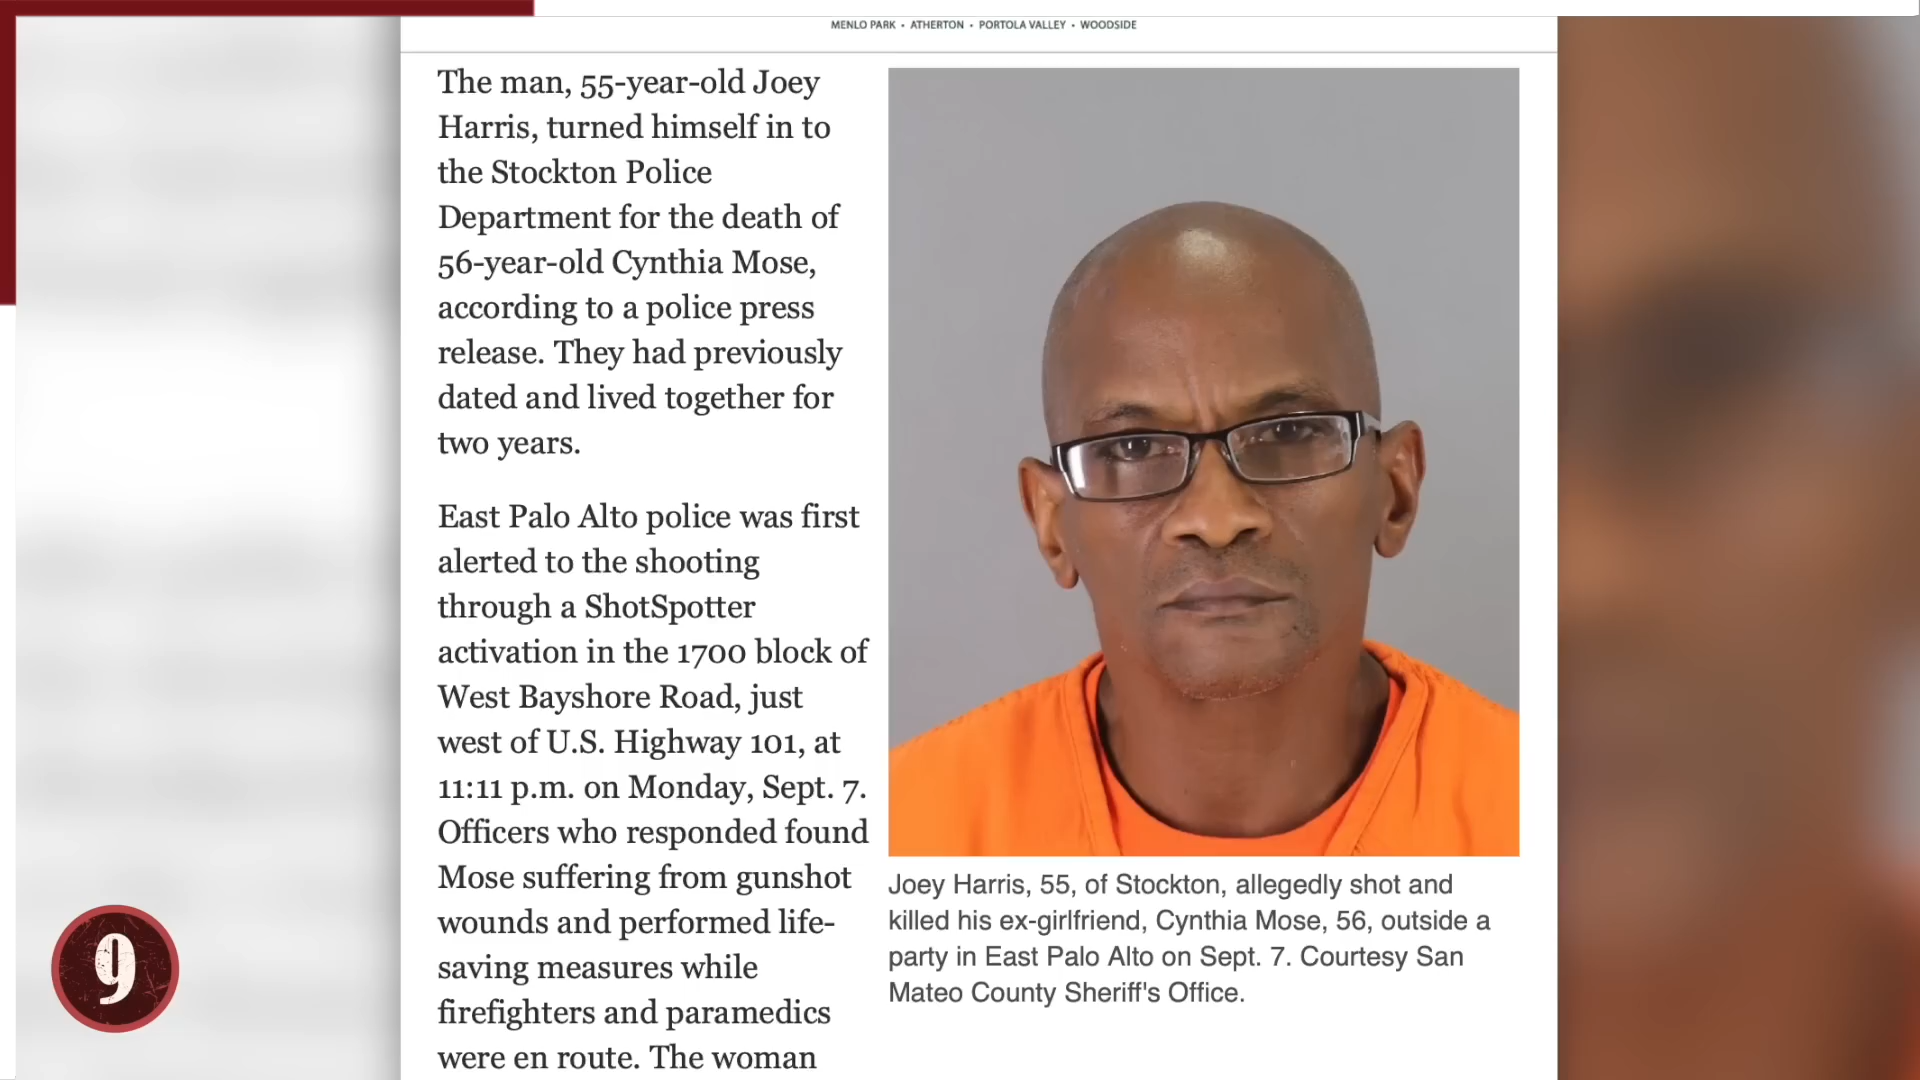 MENLO PARK • ATHERTON • PORTOLA VALLEY • WOODSIDE
The man, 55-year-old Joey
Harris, turned himself in to
the Stockton Police
Department for the death of
56-year-old Cynthia Mose,
according to a police press
release. They had previously
dated and lived together for
two years.
East Palo Alto police was first
alerted to the shooting
through a ShotSpotter
activation in the 1700 block of
West Bayshore Road, just
west of U.S. Highway 101, at
11:11 p.m. on Monday, Sept. 7.
Officers who responded found
Mose suffering from gunshot
wounds and performed life-
saving measures while
firefighters and paramedics
were en route. The woman
Joey Harris, 55, of Stockton, allegedly shot and
killed his ex-girlfriend, Cynthia Mose, 56, outside a
party in East Palo Alto on Sept. 7. Courtesy San
Mateo County Sheriff's Office.
9